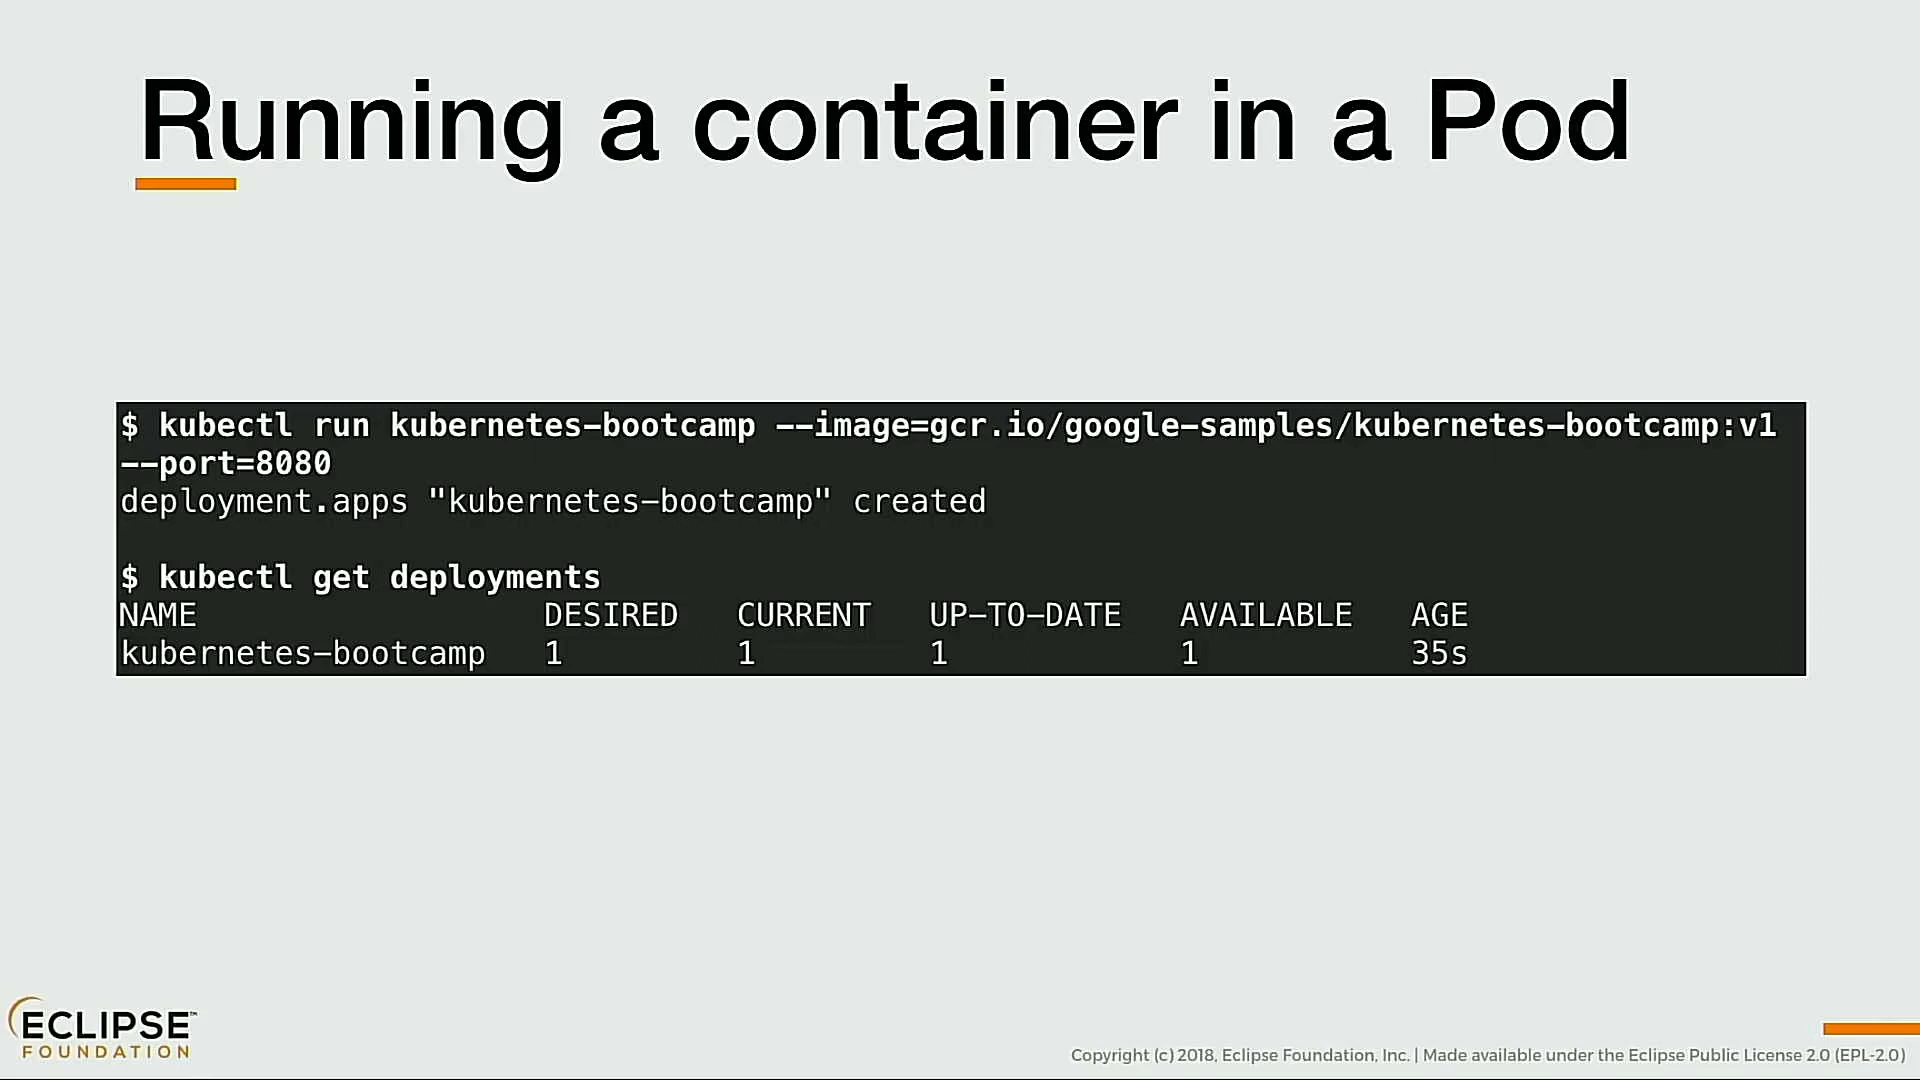 Running a container in a Pod
$ kubectl run kubernetes-bootcamp --image=gcr.io/google-samples/kubernetes-bootcamp:v1
--port=8080
deployment.apps "kubernetes-bootcamp" created
$ kubectl get deployments
NAME DESIRED CURRENT UP-TO-DATE AVAILABLE AGE
kubernetes-bootcamp 1 1 1 1 35s
ECLIPSE™
FOUNDATION
Copyright (c) 2018, Eclipse Foundation, Inc. | Made available under the Eclipse Public License 2.0 (EPL-2.0)